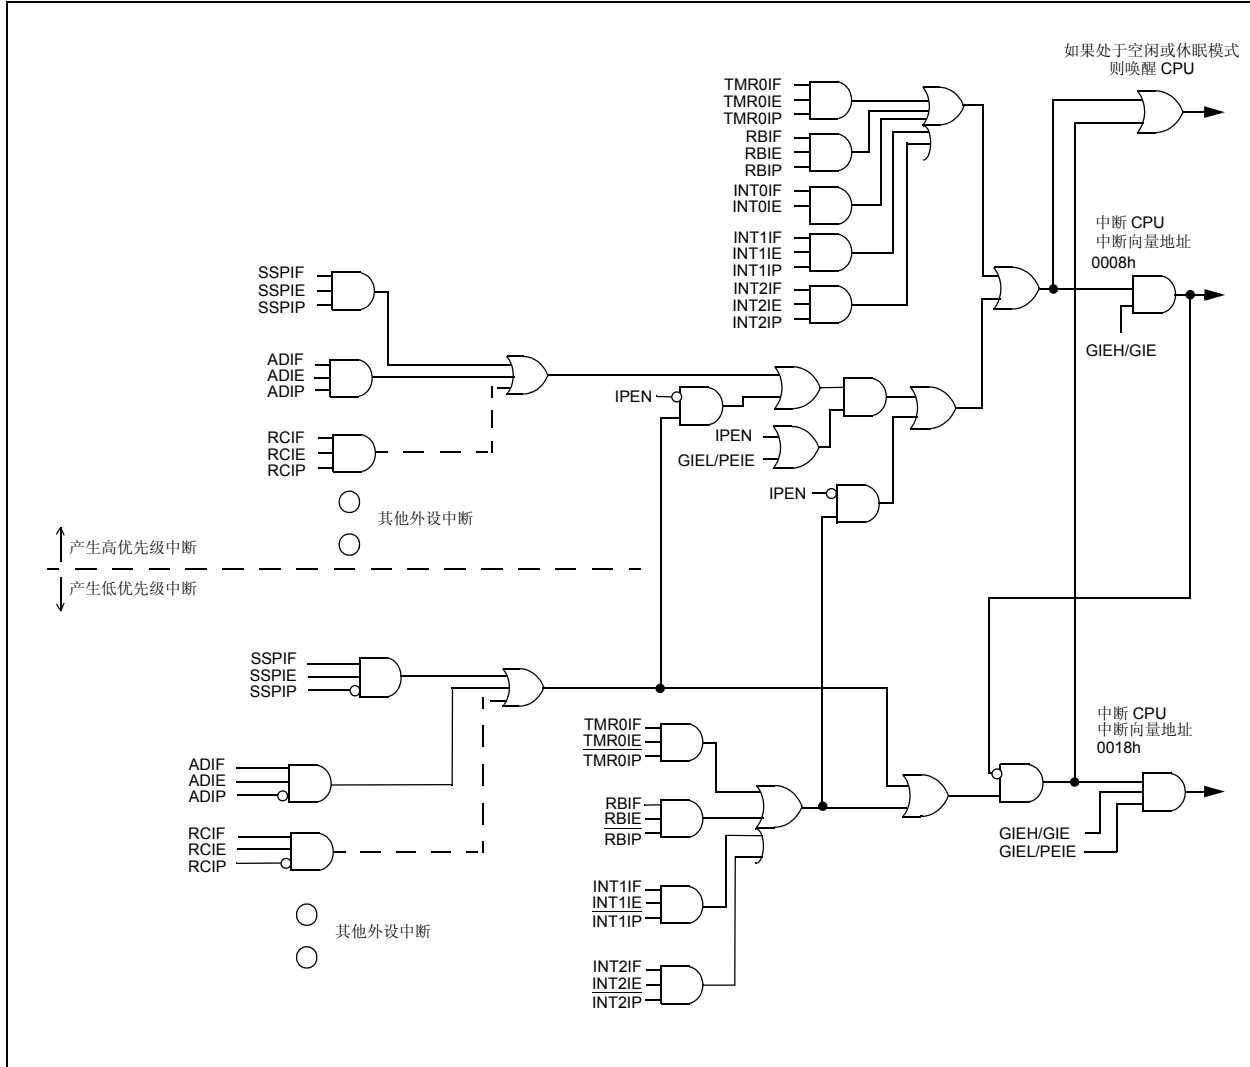 如果处于空闲或休眠模式
则唤醒 CPU
TMR0IF
TMR0IE
TMR0IP
RBIF
RBIE
RBIP
INT0IF
INT0IE
INT1IF
INT1IE
INT1IP
INT2IF
INT2IE
INT2IP
中断 CPU
中断向量地址
0008h
GIEH/GIE
SSPIF
SSPIE
SSPIP
ADIF
ADIE
ADIP
RCIF
RCIE
RCIP
IPEN
IPEN
GIEL/PEIE
IPEN
其他外设中断
产生高优先级中断
产生低优先级中断
SSPIF
SSPIE
SSPIP
ADIF
ADIE
ADIP
RCIF
RCIE
RCIP
其他外设中断
TMR0IF
TMR0IE
TMR0IP
RBIF
RBIE
RBIP
INT1IF
INT1IE
INT1IP
INT2IF
INT2IE
INT2IP
中断 CPU
中断向量地址
0018h
GIEH/GIE
GIEL/PEIE